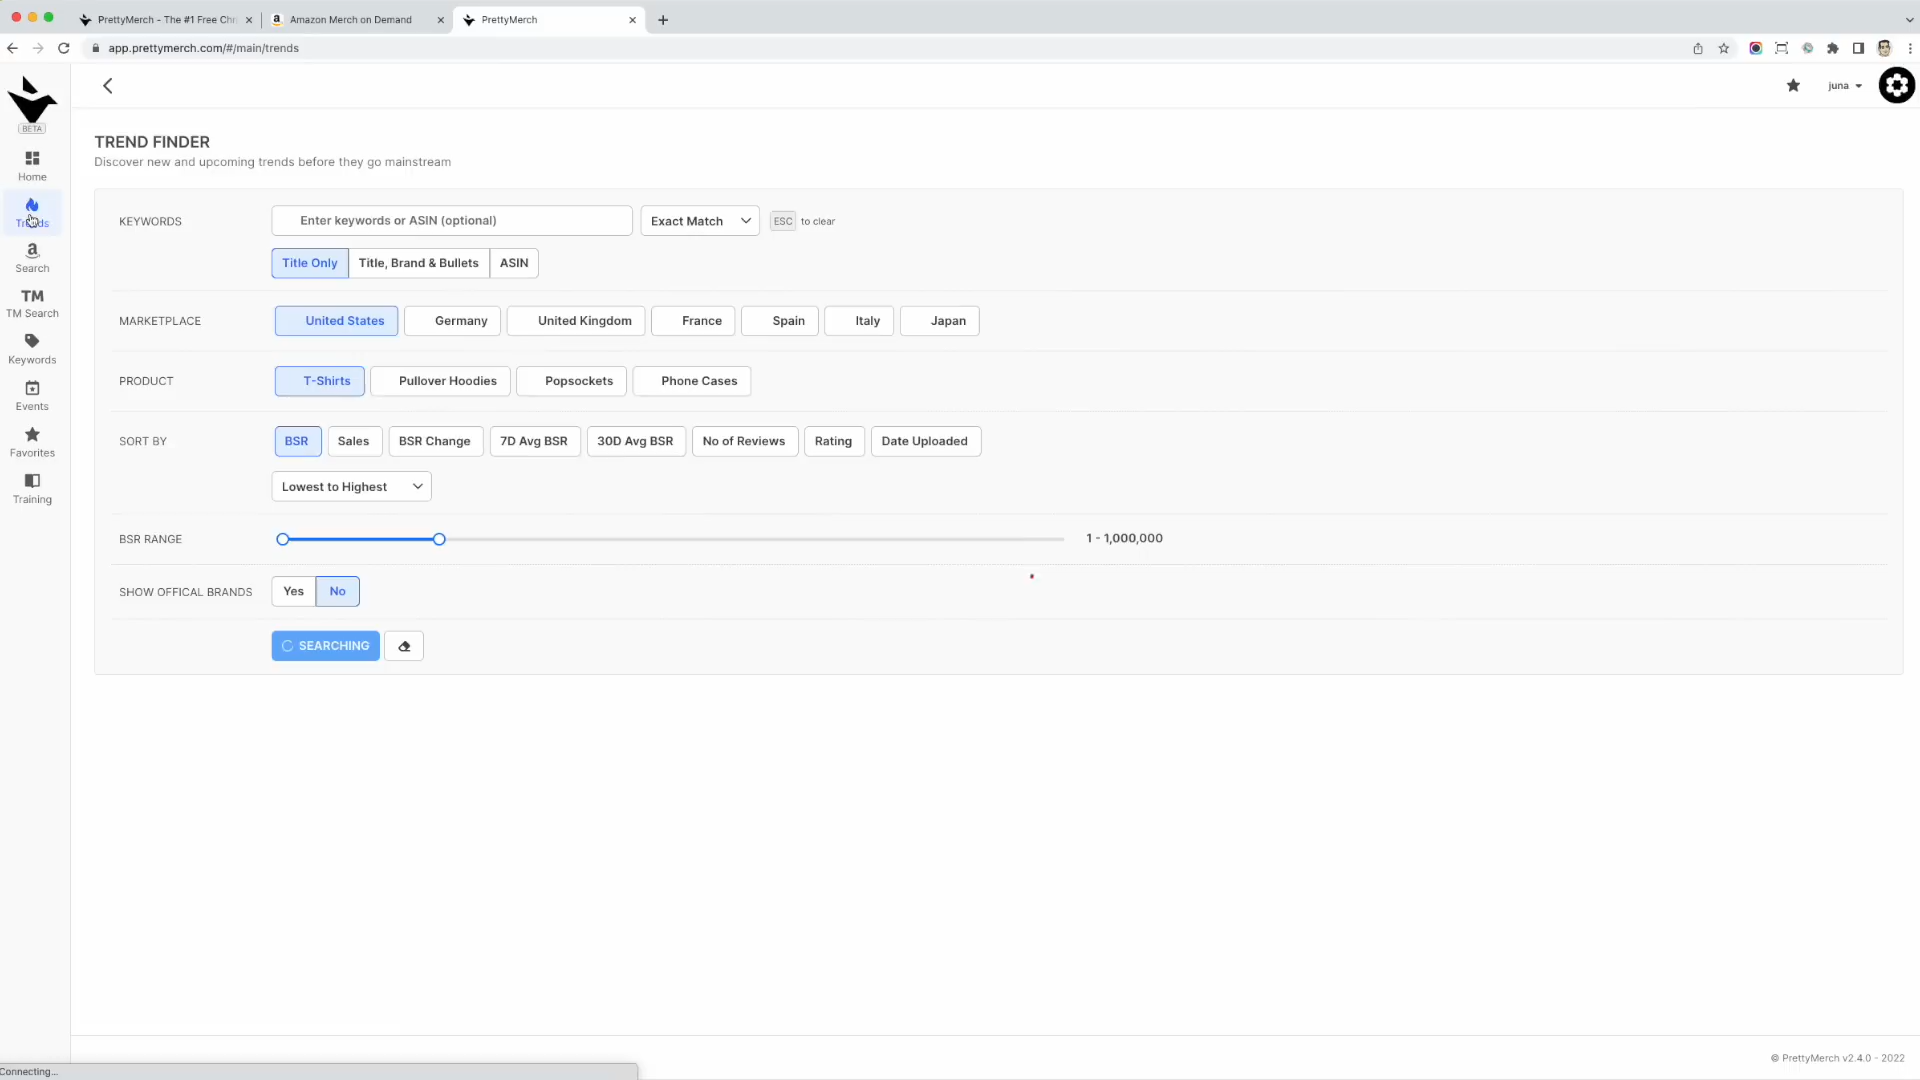 PrettyMerch - The #1 Free Chr
Amazon Merch on Demand
PrettyMerch
app.prettymerch.com/#/main/trends
BETA
juna
Home
Trends
Search
TM
TM Search
Keywords
Events
Favorites
Training
TREND FINDER
Discover new and upcoming trends before they go mainstream
KEYWORDS
Enter keywords or ASIN (optional)
Exact Match
ESC to clear
Title Only
Title, Brand & Bullets
ASIN
MARKETPLACE
United States
Germany
United Kingdom
France
Spain
Italy
Japan
PRODUCT
T-Shirts
Pullover Hoodies
Popsockets
Phone Cases
SORT BY
BSR
Sales
BSR Change
7D Avg BSR
30D Avg BSR
No of Reviews
Rating
Date Uploaded
Lowest to Highest
BSR RANGE
1 - 1,000,000
SHOW OFFICAL BRANDS
Yes
No
SEARCHING
© PrettyMerch v2.4.0 - 2022
Connecting...